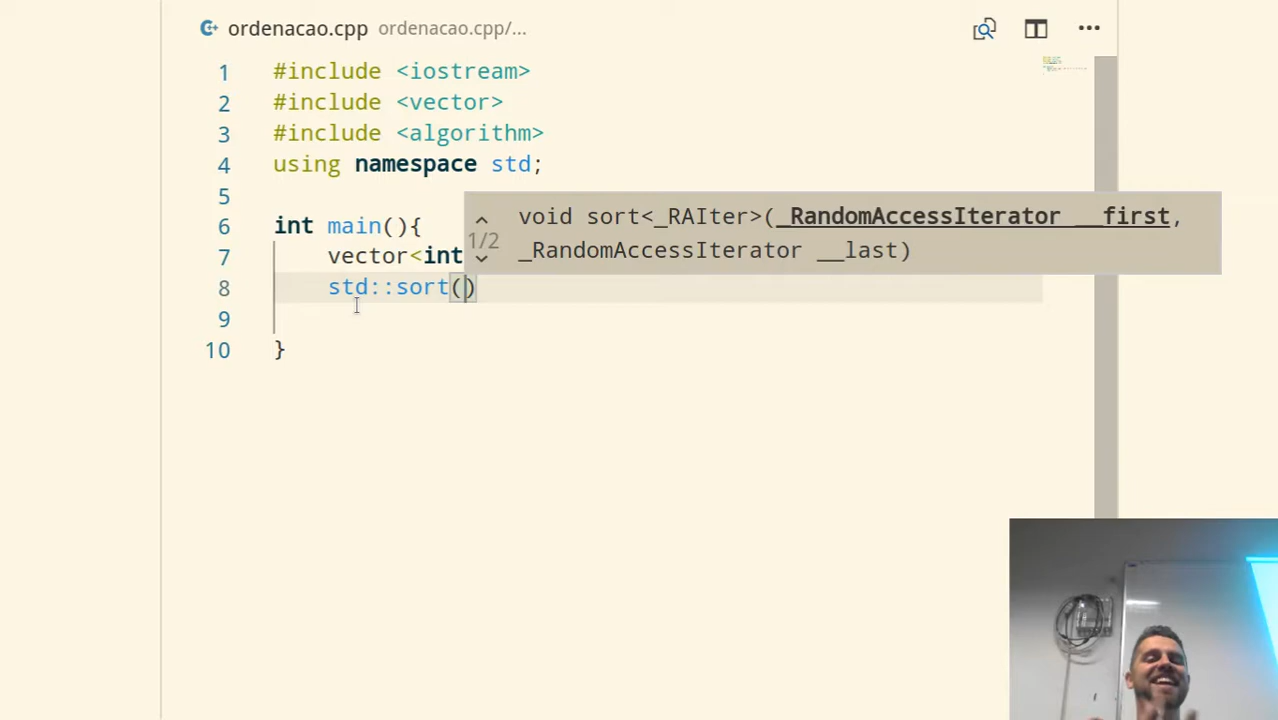 ordenacao.cpp ordenacao.cpp/...
1 #include <iostream>
2 #include <vector>
3 #include <algorithm>
4 using namespace std;
5
6 int main(){
7 vector<int
8 std::sort()
9
10 }
1/2
void sort<_RAIter>(_RandomAccessIterator __first,
_RandomAccessIterator __last)